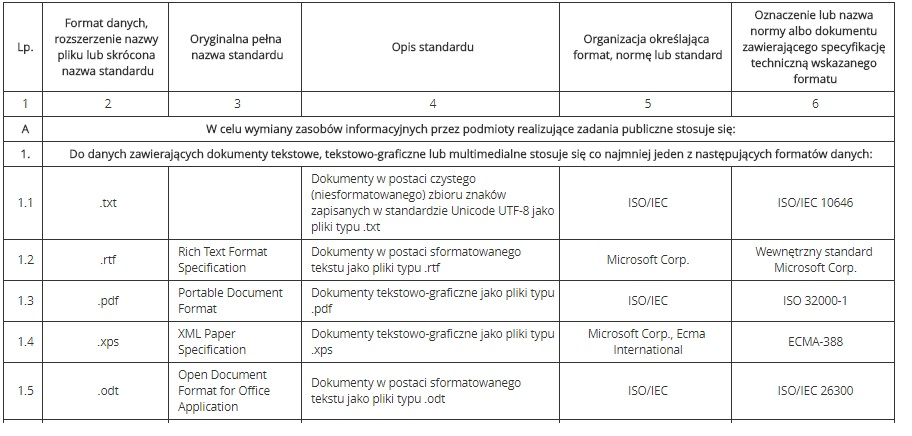 Lp.
Format danych,
rozszerzenie nazwy
pliku lub skrócona
nazwa standardu
Oryginalna pełna
nazwa standardu
Opis standardu
Organizacja określająca
format, normę lub standard
Oznaczenie lub nazwa
normy albo dokumentu
zawierającego specyfikację
techniczną wskazanego
formatu
1
2
3
4
5
6
A
W celu wymiany zasobów informacyjnych przez podmioty realizujące zadania publiczne stosuje się:
1.
Do danych zawierających dokumenty tekstowe, tekstowo-graficzne lub multimedialne stosuje się co najmniej jeden z następujących formatów danych:
1.1
.txt
Dokumenty w postaci czystego
(niesformatowanego) zbioru znaków
zapisanych w standardzie Unicode UTF-8 jako
pliki typu .txt
ISO/IEC
ISO/IEC 10646
1.2
.rtf
Rich Text Format
Specification
Dokumenty w postaci sformatowanego
tekstu jako pliki typu .rtf
Microsoft Corp.
Wewnętrzny standard
Microsoft Corp.
1.3
.pdf
Portable Document
Format
Dokumenty tekstowo-graficzne jako pliki typu
.pdf
ISO/IEC
ISO 32000-1
1.4
.xps
XML Paper
Specification
Dokumenty tekstowo-graficzne jako pliki typu
.xps
Microsoft Corp., Ecma
International
ECMA-388
1.5
.odt
Open Document
Format for Office
Application
Dokumenty w postaci sformatowanego
tekstu jako pliki typu .odt
ISO/IEC
ISO/IEC 26300